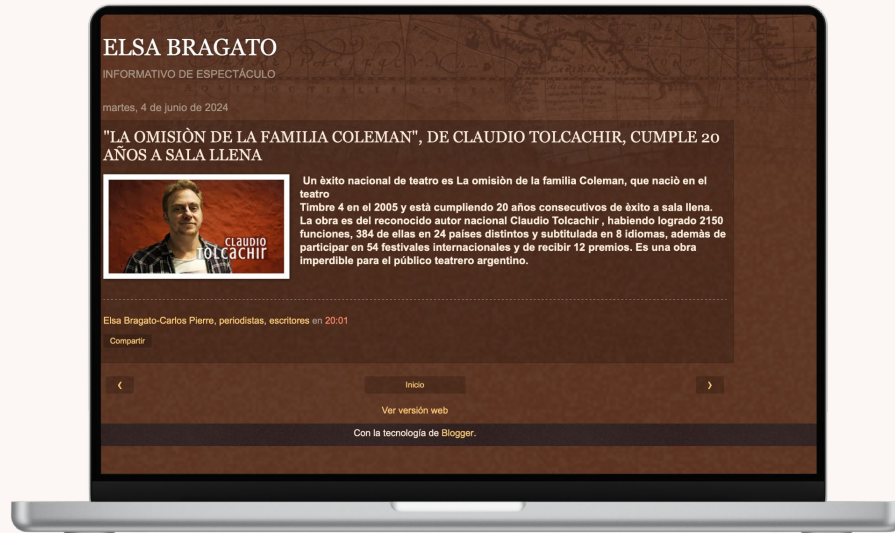 ELSA BRAGATO
INFORMATIVO DE ESPECTÁCULO
martes, 4 de junio de 2024
"LA OMISIÒN DE LA FAMILIA COLEMAN", DE CLAUDIO TOLCACHIR, CUMPLE 20
AÑOS A SALA LLENA
Un èxito nacional de teatro es La omisiòn de la familia Coleman, que naciò en el
teatro
Timbre 4 en el 2005 y està cumpliendo 20 años consecutivos de èxito a sala llena.
La obra es del reconocido autor nacional Claudio Tolcachir , habiendo logrado 2150
funciones, 384 de ellas en 24 países distintos y subtitulada en 8 idiomas, ademàs de
participar en 54 festivales internacionales y de recibir 12 premios. Es una obra
imperdible para el público teatrero argentino.
CLAUDIO
TOLCACHIR
Elsa Bragato-Carlos Pierre, periodistas, escritores en 20:01
Compartir
‹
Inicio
›
Ver versión web
Con la tecnología de Blogger.